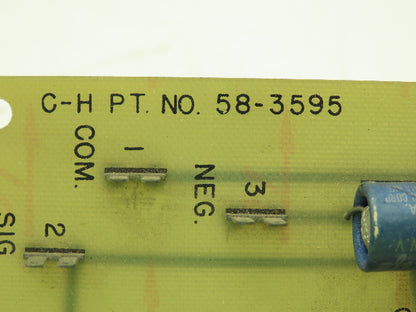 C-H PT. NO. 58-3595
COM. 1
NEG. 3
SIG 2